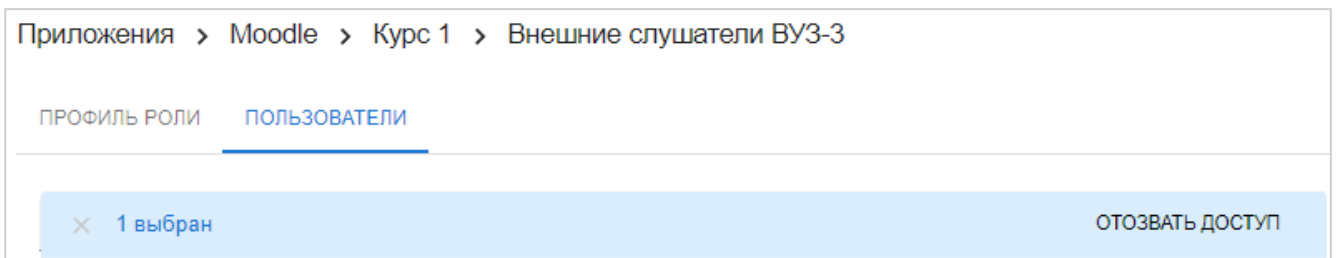 Приложения > Moodle > Курс 1 > Внешние слушатели ВУЗ-3
ПРОФИЛЬ РОЛИ ПОЛЬЗОВАТЕЛИ
× 1 выбран ОТОЗВАТЬ ДОСТУП